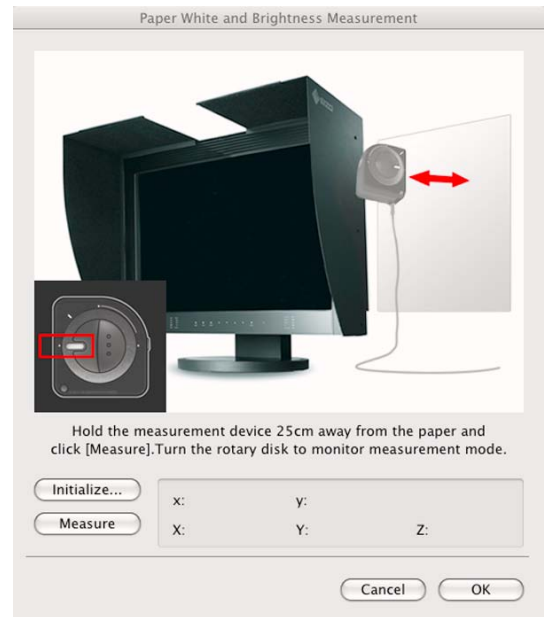 Paper White and Brightness Measurement
EIZO
Hold the measurement device 25cm away from the paper and
click [Measure].Turn the rotary disk to monitor measurement mode.
Initialize...
x:
y:
Measure
X:
Y:
Z:
Cancel
OK